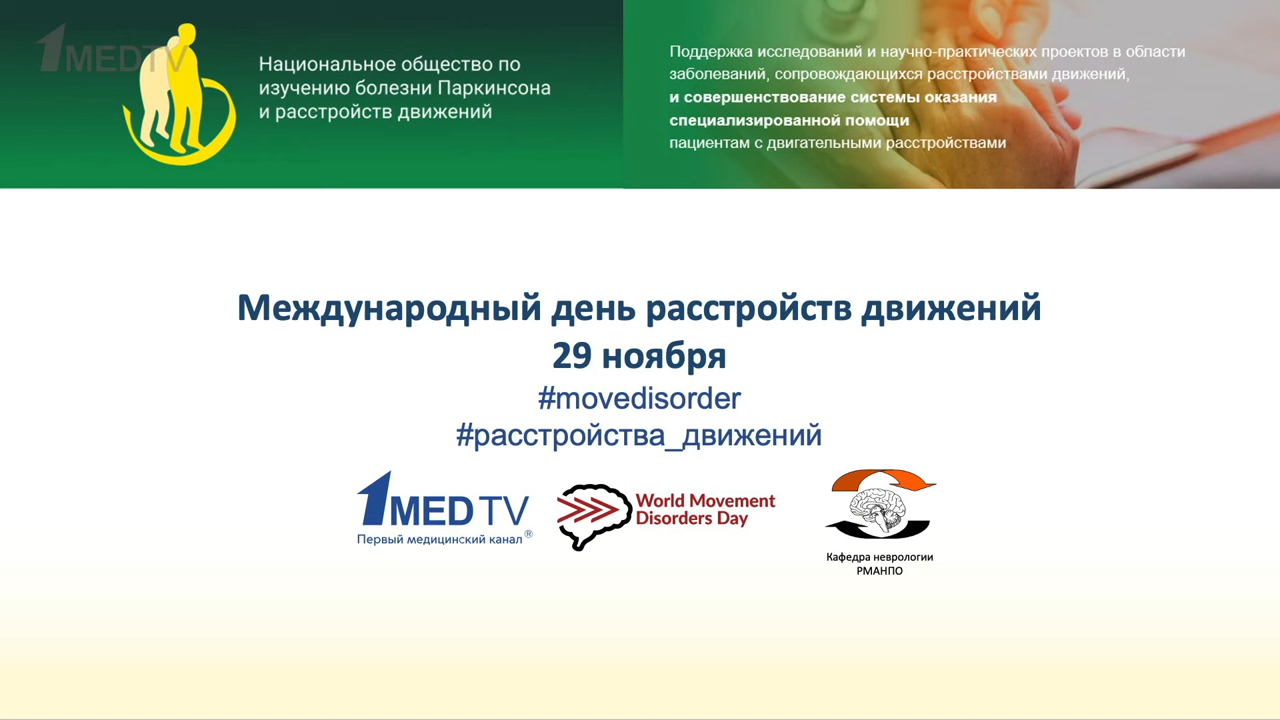 1MEDTV
Национальное общество по
изучению болезни Паркинсона
и расстройств движений
Поддержка исследований и научно-практических проектов в области
заболеваний, сопровождающихся расстройствами движений,
и совершенствование системы оказания
специализированной помощи
пациентам с двигательными расстройствами
Международный день расстройств движений
29 ноября
#movedisorder
#расстройства_движений
1MED TV
Первый медицинский канал®
World Movement
Disorders Day
Кафедра неврологии
РМАНПО